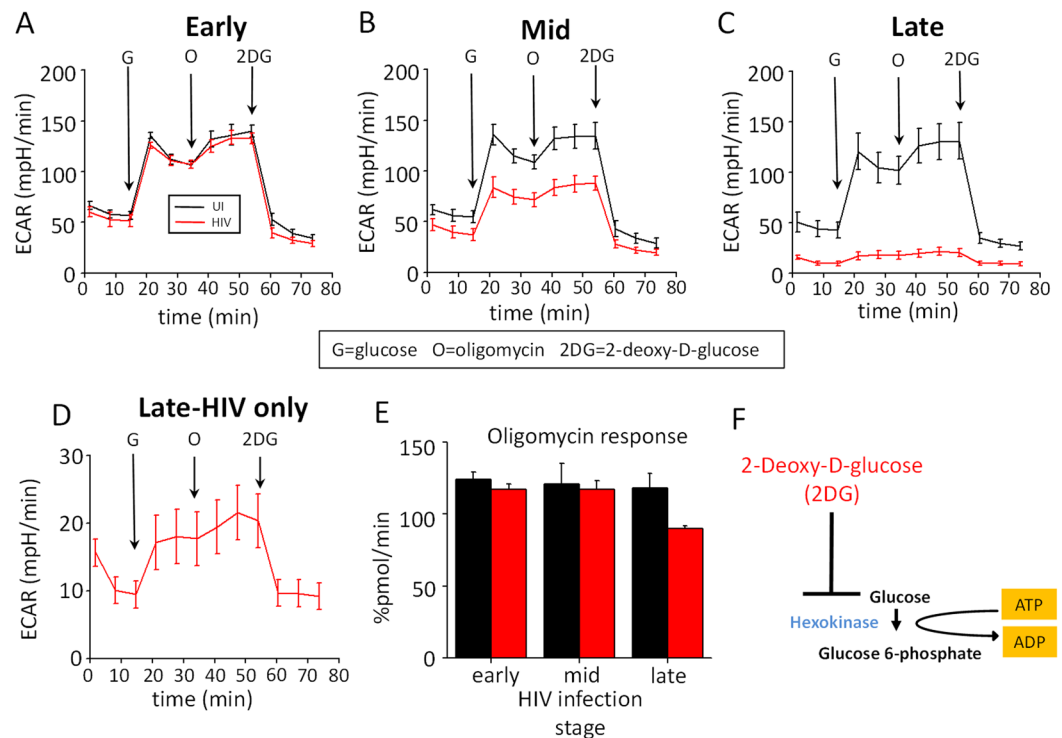 A
Early
G
O
2DG
200
150
100
50
0
ECAR (mpH/min)
UI
HIV
0 10 20 30 40 50 60 70 80
time (min)
B
Mid
G
O
2DG
200
150
100
50
0
ECAR (mpH/min)
0 10 20 30 40 50 60 70 80
time (min)
C
Late
G
O
2DG
200
150
100
50
0
ECAR (mpH/min)
0 10 20 30 40 50 60 70 80
time (min)
G=glucose O=oligomycin 2DG=2-deoxy-D-glucose
D
Late-HIV only
G
O
2DG
30
20
10
0
ECAR (mpH/min)
0 10 20 30 40 50 60 70 80
time (min)
E
Oligomycin response
150
100
50
0
%pmol/min
early mid late
HIV infection
stage
F
2-Deoxy-D-glucose
(2DG)
Glucose
Hexokinase
Glucose 6-phosphate
ATP
ADP